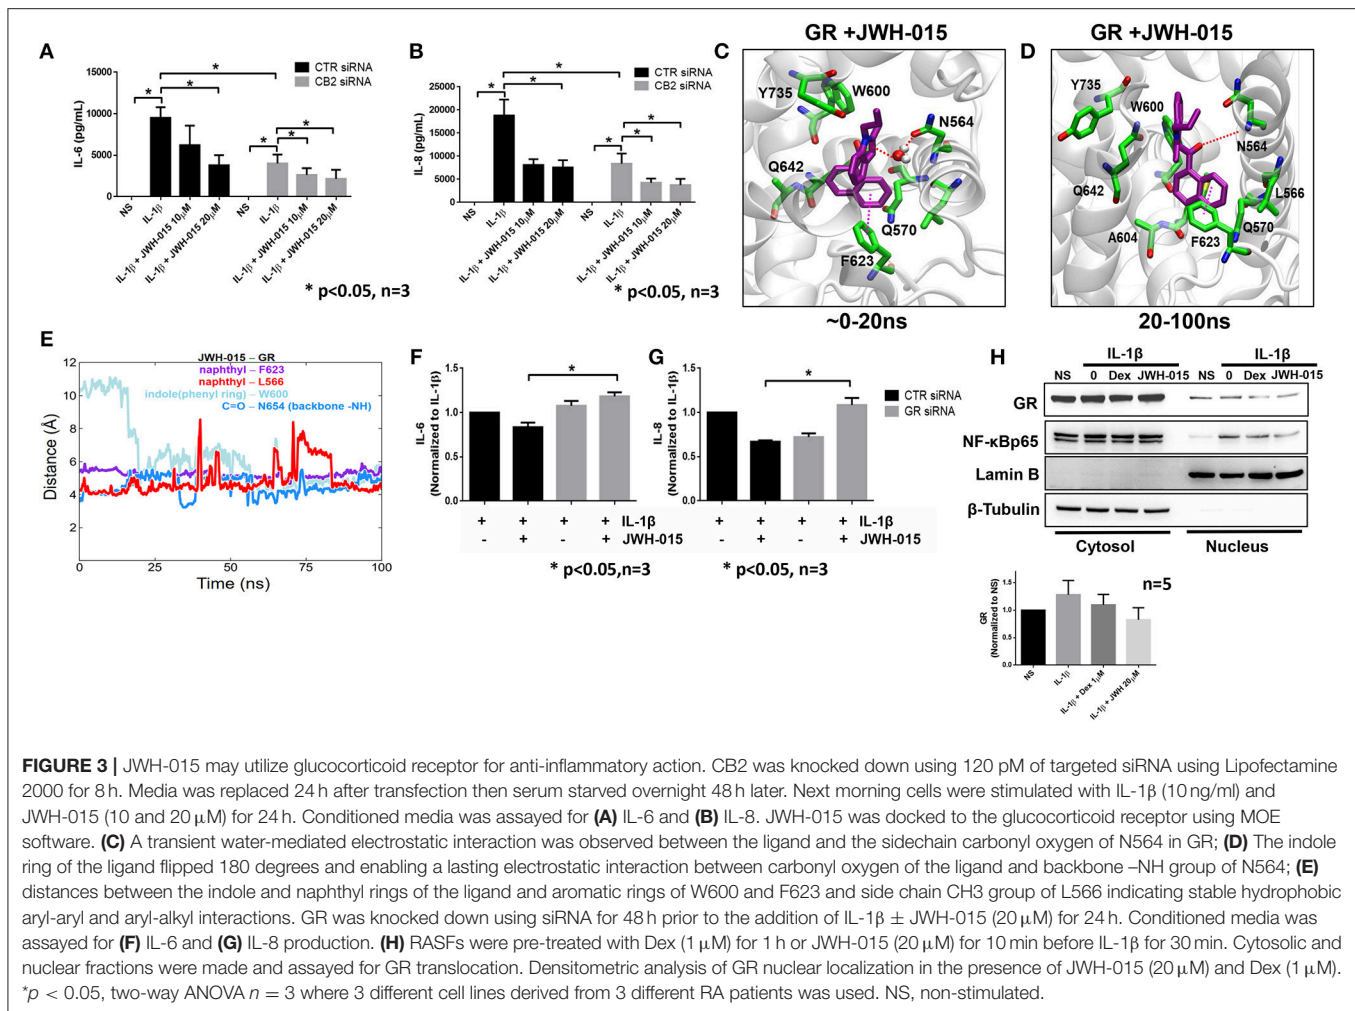 A
IL-6 (pg/mL)
15000
10000
5000
0
CTR siRNA
CB2 siRNA
* * * * * *
NS
IL-1β
IL-1β + JWH-015 10μM
IL-1β + JWH-015 20μM
NS
IL-1β
IL-1β + JWH-015 10μM
IL-1β + JWH-015 20μM
* p<0.05, n=3
B
IL-8 (pg/mL)
25000
20000
15000
10000
5000
0
CTR siRNA
CB2 siRNA
* * * * * *
NS
IL-1β
IL-1β + JWH-015 10μM
IL-1β + JWH-015 20μM
NS
IL-1β
IL-1β + JWH-015 10μM
IL-1β + JWH-015 20μM
* p<0.05, n=3
C
GR +JWH-015
Y735
W600
N564
Q642
Q570
F623
~0-20ns
D
GR +JWH-015
Y735
W600
N564
Q642
L566
Q570
A604
F623
20-100ns
E
JWH-015 – GR
naphthyl – F623
naphthyl – L566
indole(phenyl ring) – W600
C=O – N654 (backbone -NH)
Distance (Å)
12
10
8
6
4
2
0 25 50 75 100
Time (ns)
F
IL-6
(Normalized to IL-1β)
1.5
1.0
0.5
0.0
*
+ + + + IL-1β
- + - + JWH-015
* p<0.05,n=3
G
IL-8
(Normalized to IL-1β)
1.5
1.0
0.5
0.0
*
CTR siRNA
GR siRNA
+ + + + IL-1β
- + - + JWH-015
* p<0.05, n=3
H
IL-1β IL-1β
NS 0 Dex JWH-015 NS 0 Dex JWH-015
GR
NF-κBp65
Lamin B
β-Tubulin
Cytosol Nucleus
GR
(Normalized to NS)
1.5
1.0
0.5
0.0
n=5
NS
IL-1β
IL-1β + Dex 1μM
IL-1β + JWH 20μM
FIGURE 3 | JWH-015 may utilize glucocorticoid receptor for anti-inflammatory action. CB2 was knocked down using 120 pM of targeted siRNA using Lipofectamine
2000 for 8 h. Media was replaced 24 h after transfection then serum starved overnight 48 h later. Next morning cells were stimulated with IL-1β (10 ng/ml) and
JWH-015 (10 and 20 μM) for 24 h. Conditioned media was assayed for (A) IL-6 and (B) IL-8. JWH-015 was docked to the glucocorticoid receptor using MOE
software. (C) A transient water-mediated electrostatic interaction was observed between the ligand and the sidechain carbonyl oxygen of N564 in GR; (D) The indole
ring of the ligand flipped 180 degrees and enabling a lasting electrostatic interaction between carbonyl oxygen of the ligand and backbone –NH group of N564; (E)
distances between the indole and naphthyl rings of the ligand and aromatic rings of W600 and F623 and side chain CH3 group of L566 indicating stable hydrophobic
aryl-aryl and aryl-alkyl interactions. GR was knocked down using siRNA for 48 h prior to the addition of IL-1β ± JWH-015 (20 μM) for 24 h. Conditioned media was
assayed for (F) IL-6 and (G) IL-8 production. (H) RASFs were pre-treated with Dex (1 μM) for 1 h or JWH-015 (20 μM) for 10 min before IL-1β for 30 min. Cytosolic and
nuclear fractions were made and assayed for GR translocation. Densitometric analysis of GR nuclear localization in the presence of JWH-015 (20 μM) and Dex (1 μM).
*p < 0.05, two-way ANOVA n = 3 where 3 different cell lines derived from 3 different RA patients was used. NS, non-stimulated.